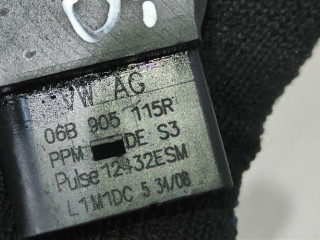 VW AG
06B 905 115R
PPM DE S3
Pulse 12432ESM
L1M1DC 5 34/08